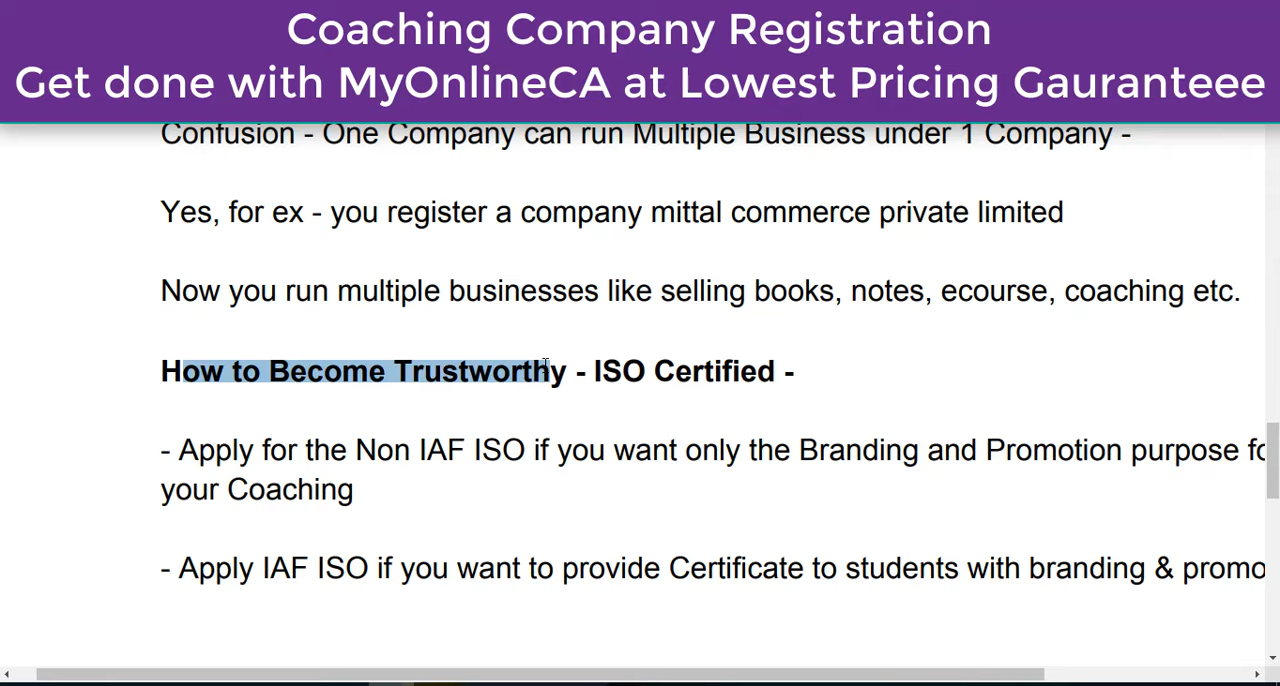 Coaching Company Registration
Get done with MyOnlineCA at Lowest Pricing Gauranteee
Confusion - One Company can run Multiple Business under 1 Company -
Yes, for ex - you register a company mittal commerce private limited
Now you run multiple businesses like selling books, notes, ecourse, coaching etc.
How to Become Trustworthy - ISO Certified -
- Apply for the Non IAF ISO if you want only the Branding and Promotion purpose fo
your Coaching
- Apply IAF ISO if you want to provide Certificate to students with branding & promo